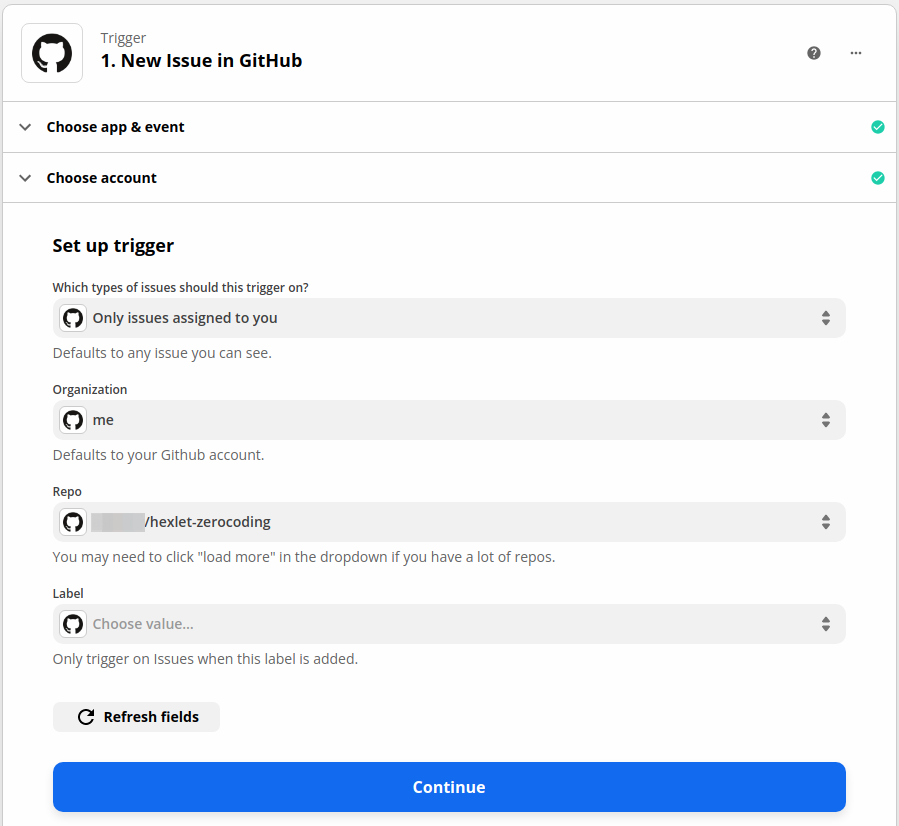 Trigger
1. New Issue in GitHub
Choose app & event
Choose account
Set up trigger
Which types of issues should this trigger on?
Only issues assigned to you
Defaults to any issue you can see.
Organization
me
Defaults to your Github account.
Repo
/hexlet-zerocoding
You may need to click "load more" in the dropdown if you have a lot of repos.
Label
Choose value...
Only trigger on Issues when this label is added.
Refresh fields
Continue